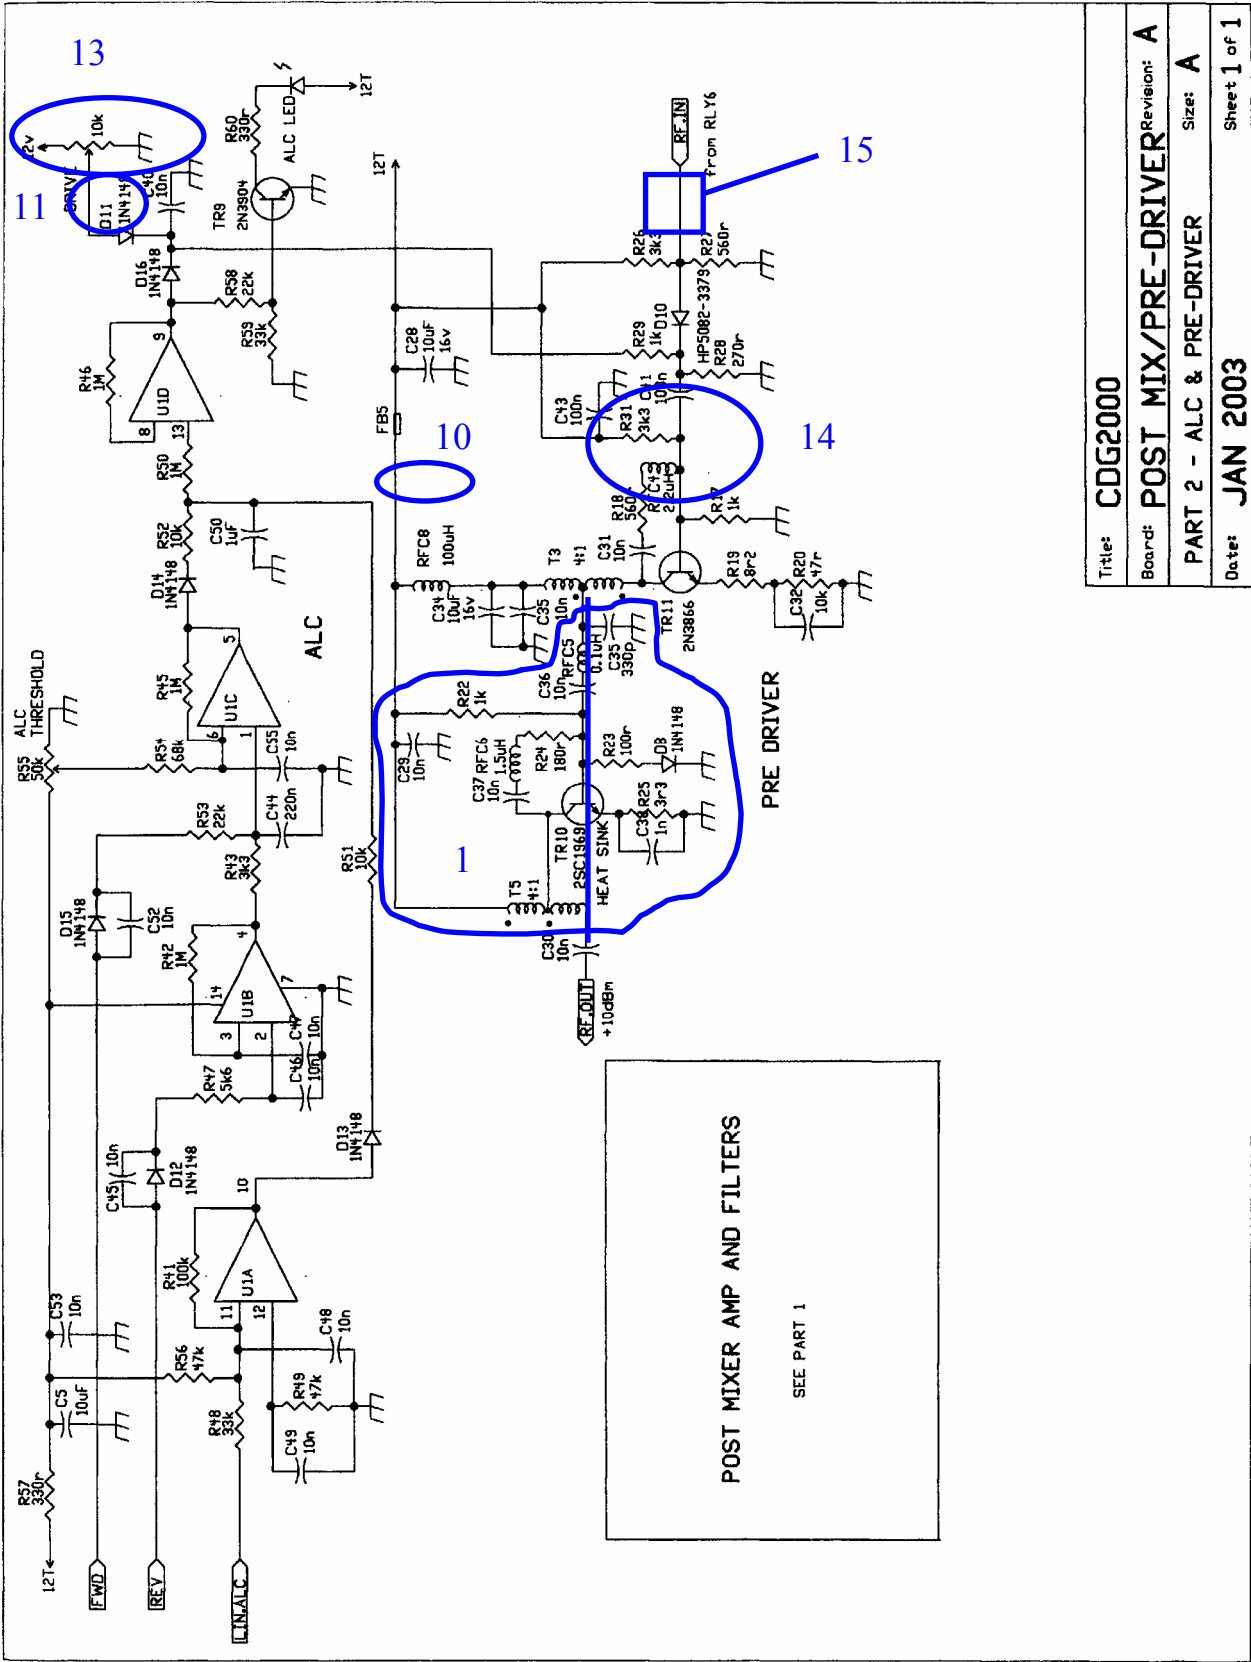 13
11
10
14
15
1
12v
10k
DRIVE
D11
1N4148
C40
10n
D16
1N4148
R60
330r
ALC LED
12T
TR9
2N3904
R58
22k
R59
33k
R46
1M
U1D
9
8
13
R50
1M
R52
10k
D14
1N4148
C50
1uF
ALC
THRESHOLD
R55
50k
R54
68k
R45
1M
U1C
5
6
1
C55
10n
ALC
R53
22k
C44
220n
R43
3k3
R51
10k
D15
1N4148
C52
10n
R42
1M
4
14
U1B
7
3
2
C47
10n
C46
10n
R47
5k6
C45
10n
D12
1N4148
D13
1N4148
10
R41
100k
U1A
11
12
C53
10n
R56
47k
C48
10n
R49
47k
C5
10uF
R48
33k
C49
10n
R57
330r
12T
FWD
REV
LIN.ALC
12T
C28
10uF
16v
FB5
RF.IN
from RLY6
R26
3k3
R27
560r
D10
HP5082-3379
R29
1k
R28
270r
C41
C43
100n
R31
3k3
2.2uH
R18
560r
R17
1k
RFC8
100uH
T3
4:1
C31
10n
C34
10uF
16v
C35
10n
TR11
2N3866
R19
8r2
R20
47r
C32
10k
RFC5
0.1uH
C36
10n
C35
330p
R22
1k
C29
10n
RFC6
1.5uH
C37
10n
R24
180r
R23
100r
D8
1N4148
TR10
2SC1969
HEAT SINK
R25
3r3
C38
1n
T5
4:1
C30
10n
RF.OUT
+10dBm
PRE DRIVER
POST MIXER AMP AND FILTERS
SEE PART 1
Title: CDG2000
Board: POST MIX/PRE-DRIVER Revision: A
PART 2 - ALC & PRE-DRIVER Size: A
Date: JAN 2003 Sheet 1 of 1